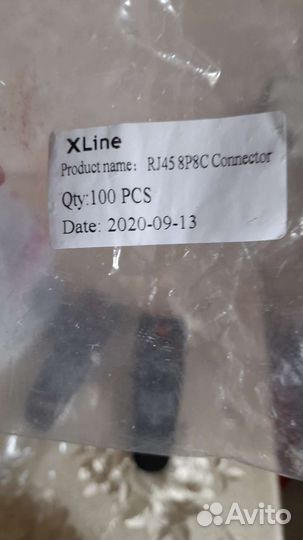 XLine
Product name: RJ45 8P8C Connector
Qty:100 PCS
Date: 2020-09-13
Avito